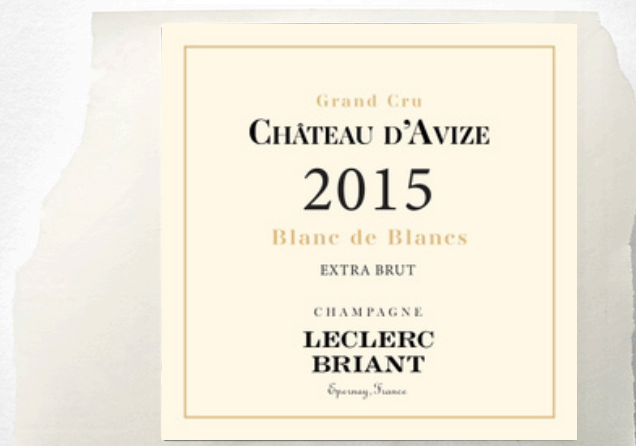 Grand Cru
CHÂTEAU D'AVIZE
2015
Blanc de Blancs
EXTRA BRUT
CHAMPAGNE
LECLERC
BRIANT
Epernay, France